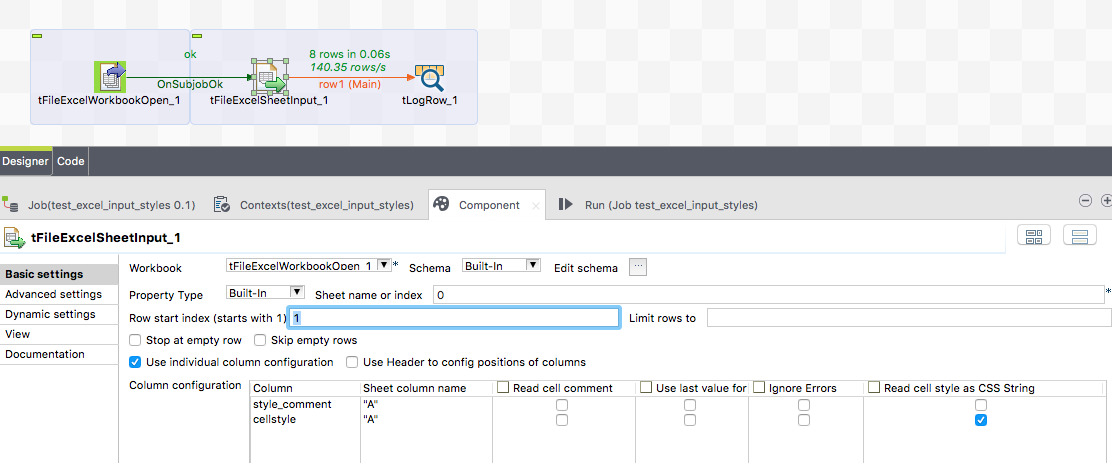 ok
8 rows in 0.06s
140.35 rows/s
OnSubjobOk
row1 (Main)
tFileExcelWorkbookOpen_1
tFileExcelSheetInput_1
tLogRow_1
Designer
Code
Job(test_excel_input_styles 0.1)
Contexts(test_excel_input_styles)
Component
Run (Job test_excel_input_styles)
tFileExcelSheetInput_1
Basic settings
Advanced settings
Dynamic settings
View
Documentation
Workbook tFileExcelWorkbookOpen_1 * Schema Built-In Edit schema ...
Property Type Built-In Sheet name or index 0 *
Row start index (starts with 1) 1 Limit rows to
Stop at empty row Skip empty rows
Use individual column configuration Use Header to config positions of columns
Column configuration
Column Sheet column name Read cell comment Use last value for Ignore Errors Read cell style as CSS String
style_comment "A"
cellstyle "A"